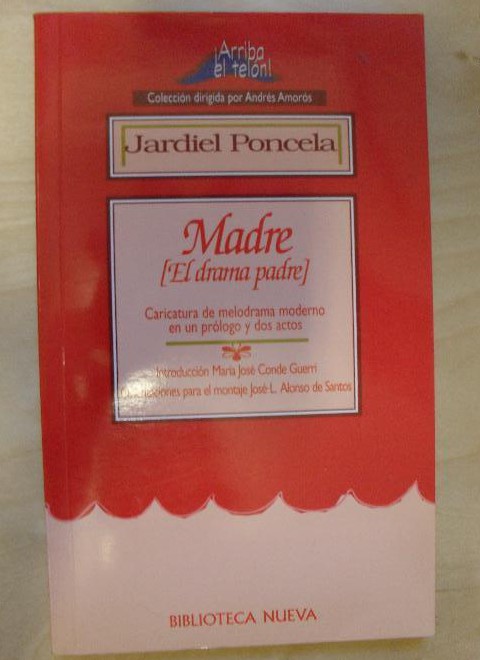 ¡Arriba
el telón!
Colección dirigida por Andrés Amorós
Jardiel Poncela
Madre
[El drama padre]
Caricatura de melodrama moderno
en un prólogo y dos actos
Introducción María José Conde Guerri
para el montaje José L. Alonso de Santos
BIBLIOTECA NUEVA